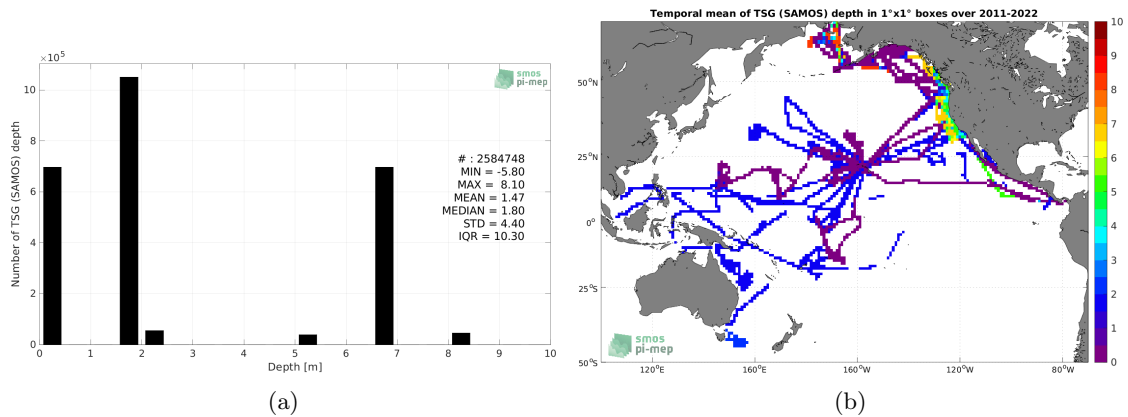 ×10⁵
10
8
6
4
2
0
0 1 2 3 4 5 6 7 8 9 10
Number of TSG (SAMOS) depth
Depth [m]
smos
pi-mep
# : 2584748
MIN = -5.80
MAX = 8.10
MEAN = 1.47
MEDIAN = 1.80
STD = 4.40
IQR = 10.30
(a)
Temporal mean of TSG (SAMOS) depth in 1°x1° boxes over 2011-2022
50°N
25°N
0°
25°S
50°S
120°E 160°E 160°W 120°W 80°W
smos
pi-mep
10
9
8
7
6
5
4
3
2
1
0
(b)